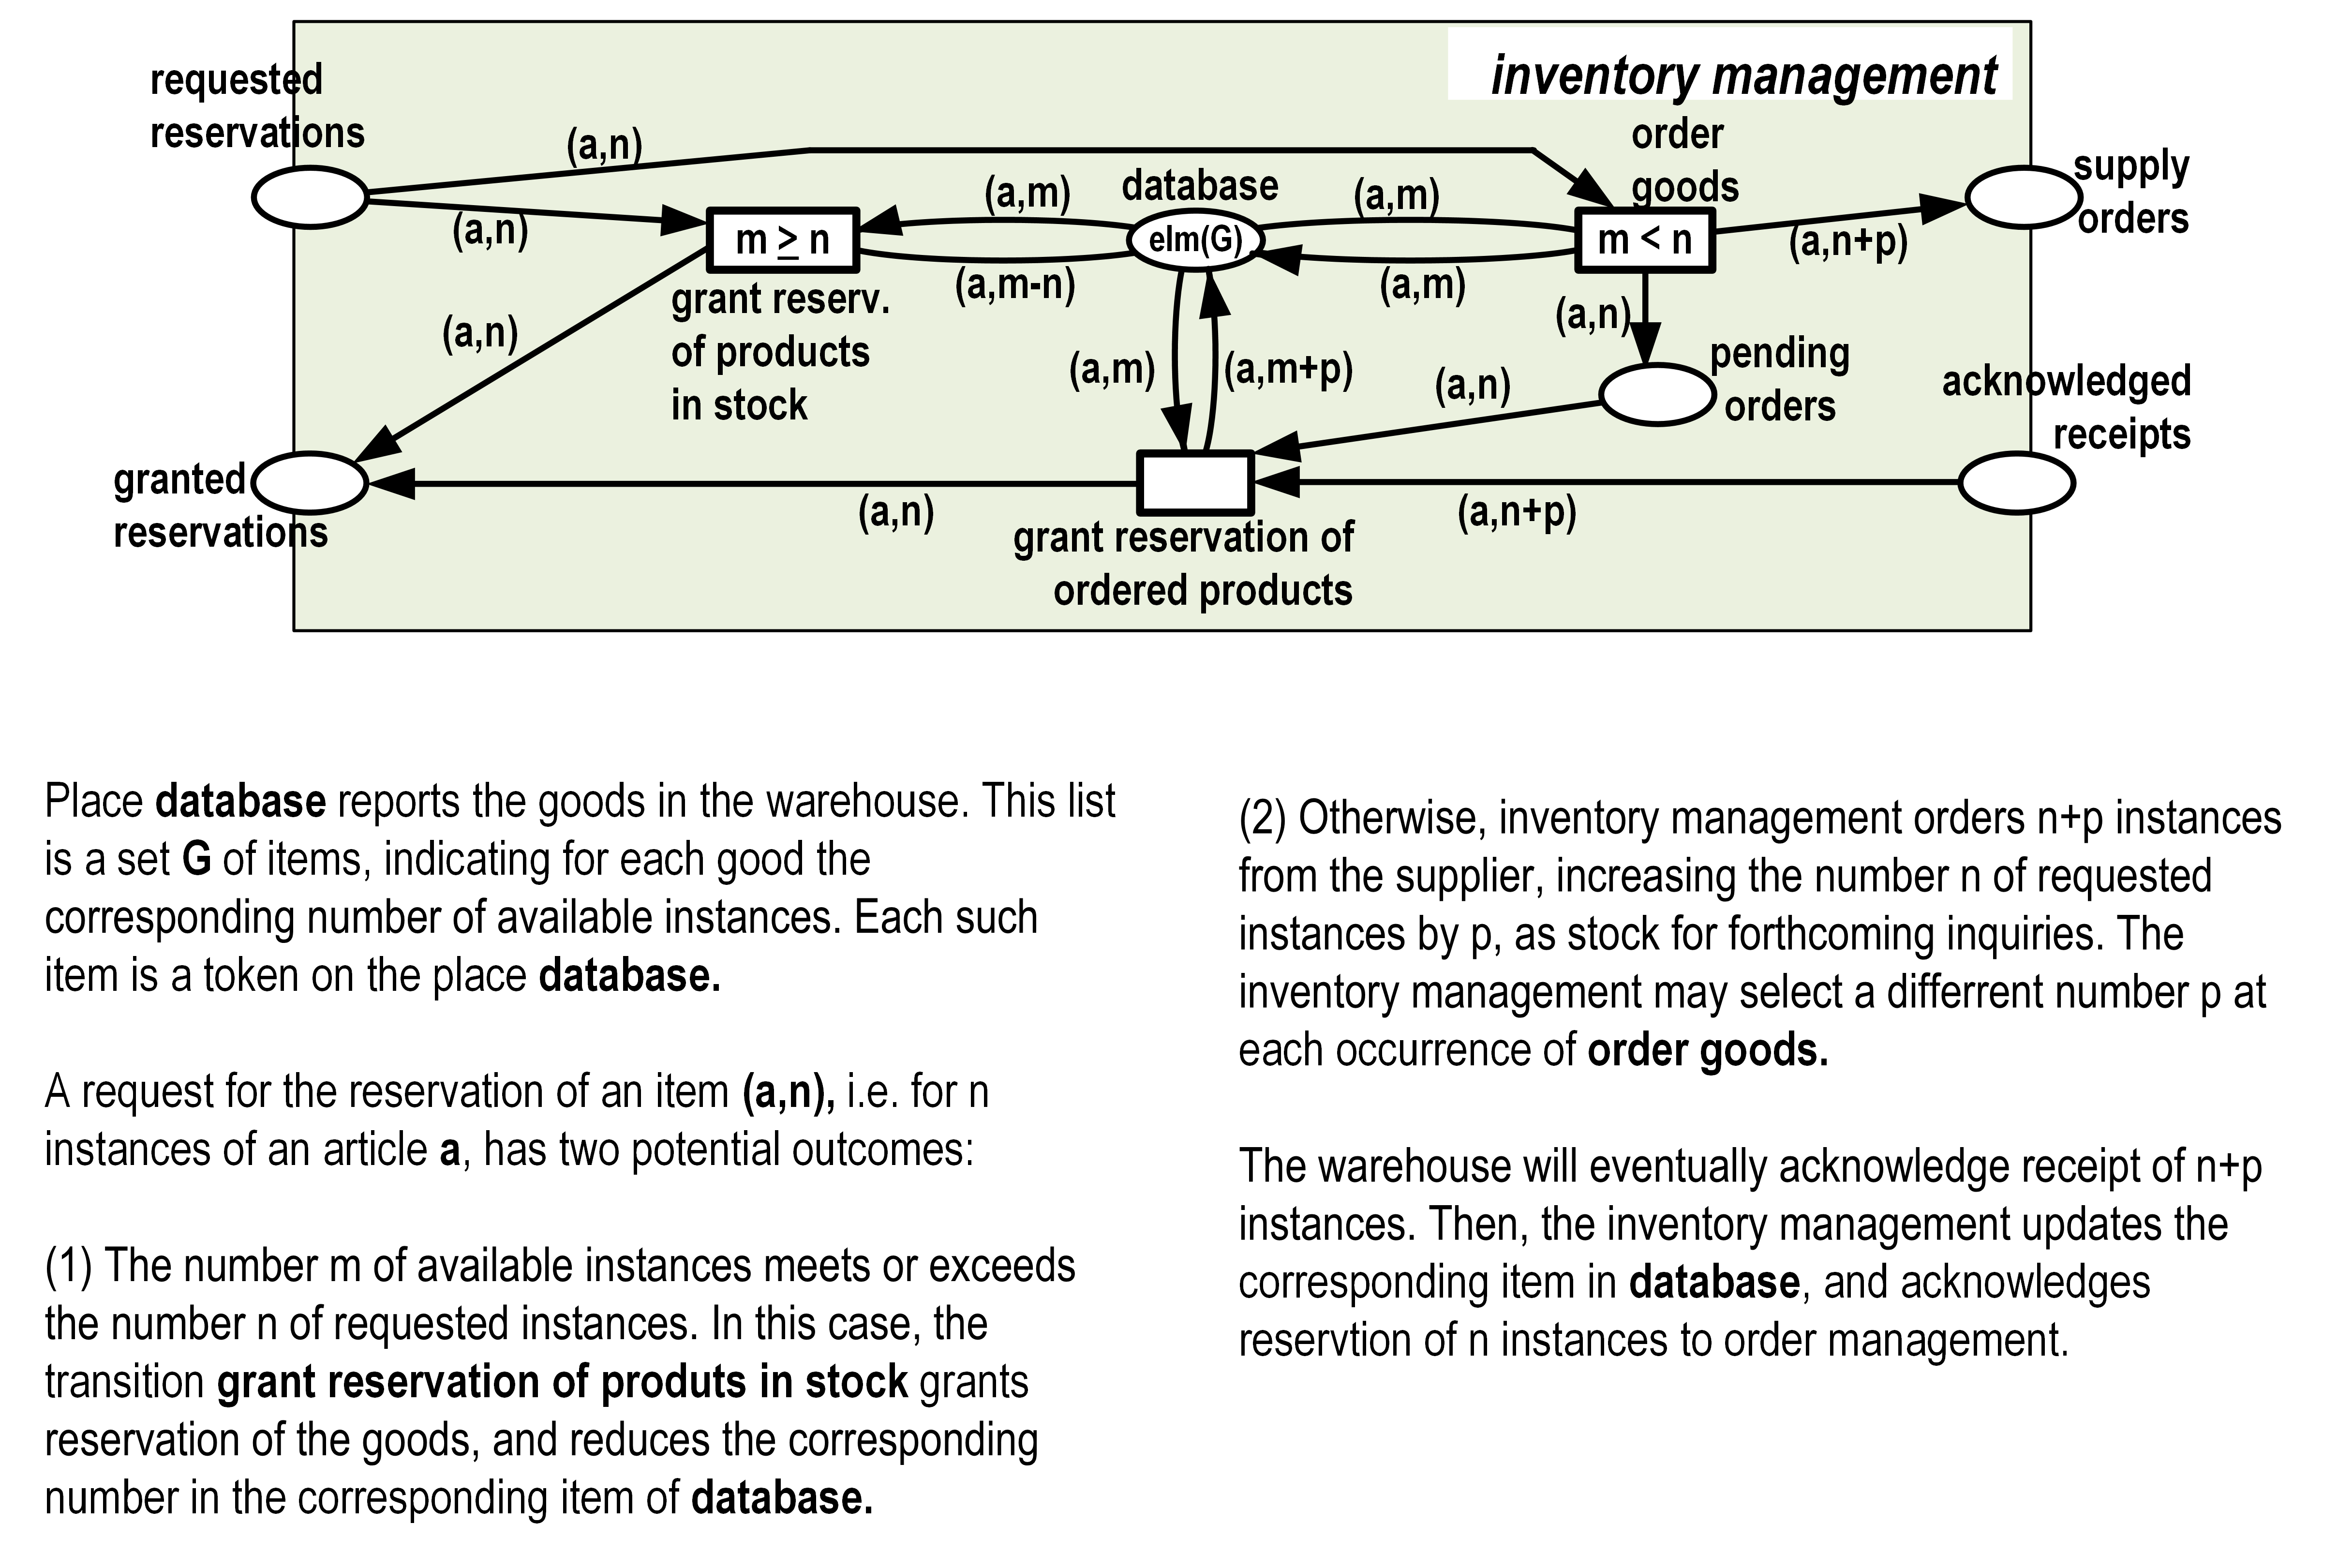 inventory management
requested
reservations
(a,n)
(a,n)
m ≥ n
grant reserv.
of products
in stock
(a,n)
(a,m)
(a,m-n)
database
elm(G)
(a,m)
(a,m)
order
goods
m < n
(a,n+p)
supply
orders
(a,n)
pending
orders
(a,m)
(a,m+p)
(a,n)
acknowledged
receipts
granted
reservations
(a,n)
(a,n+p)
grant reservation of
ordered products
Place database reports the goods in the warehouse. This list
is a set G of items, indicating for each good the
corresponding number of available instances. Each such
item is a token on the place database.
A request for the reservation of an item (a,n), i.e. for n
instances of an article a, has two potential outcomes:
(1) The number m of available instances meets or exceeds
the number n of requested instances. In this case, the
transition grant reservation of produts in stock grants
reservation of the goods, and reduces the corresponding
number in the corresponding item of database.
(2) Otherwise, inventory management orders n+p instances
from the supplier, increasing the number n of requested
instances by p, as stock for forthcoming inquiries. The
inventory management may select a differrent number p at
each occurrence of order goods.
The warehouse will eventually acknowledge receipt of n+p
instances. Then, the inventory management updates the
corresponding item in database, and acknowledges
reservtion of n instances to order management.